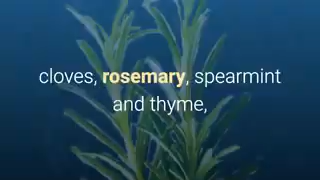 cloves, rosemary, spearmint
and thyme,